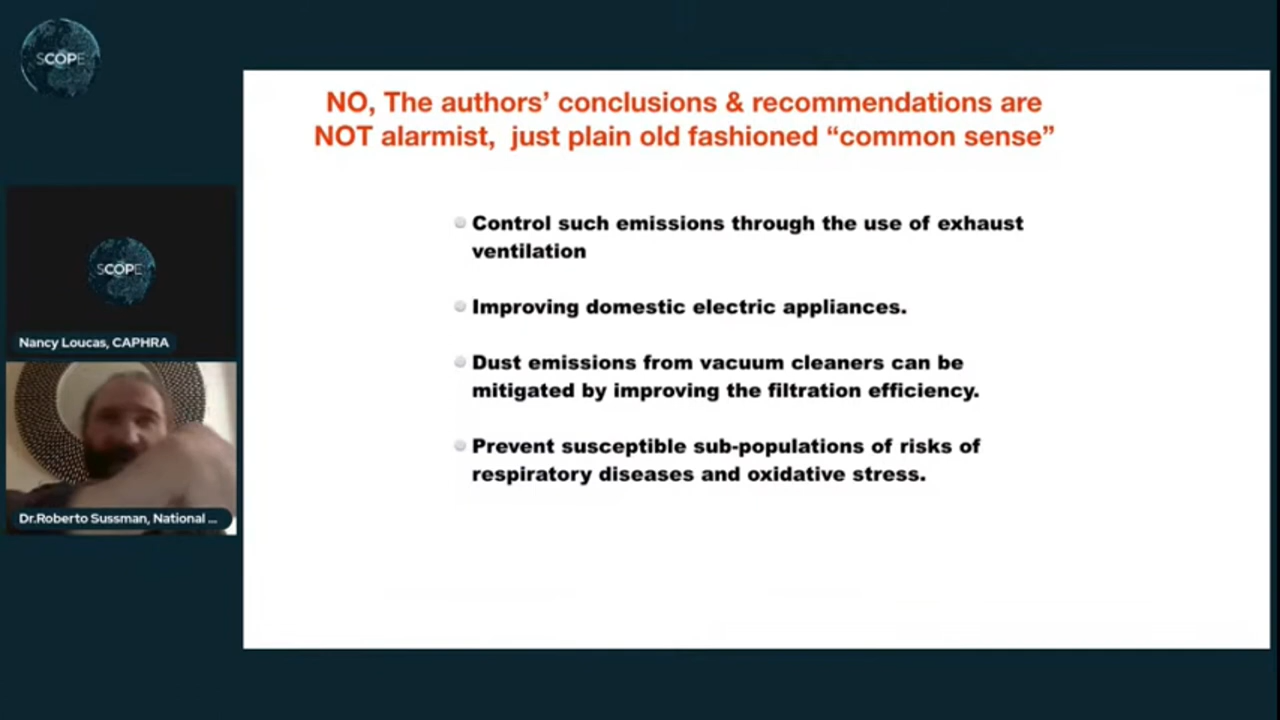 SCOPE
NO, The authors’ conclusions & recommendations are
NOT alarmist, just plain old fashioned “common sense”
Control such emissions through the use of exhaust
ventilation
Improving domestic electric appliances.
Dust emissions from vacuum cleaners can be
mitigated by improving the filtration efficiency.
Prevent susceptible sub-populations of risks of
respiratory diseases and oxidative stress.
SCOPE
Nancy Loucas, CAPHRA
Dr.Roberto Sussman, National ...